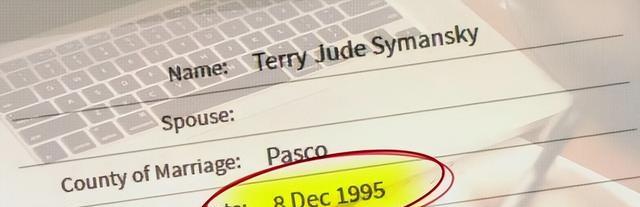 Name: Terry Jude Symansky
Spouse:
County of Marriage: Pasco
8 Dec 1995